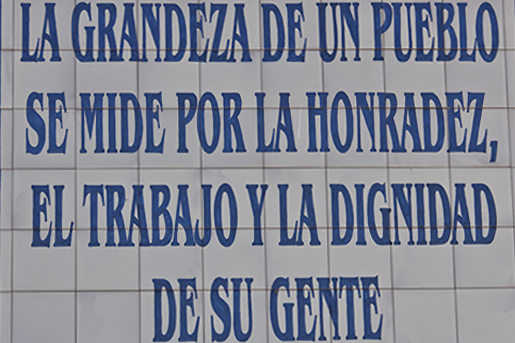 LA GRANDEZA DE UN PUEBLO
SE MIDE POR LA HONRADEZ,
EL TRABAJO Y LA DIGNIDAD
DE SU GENTE